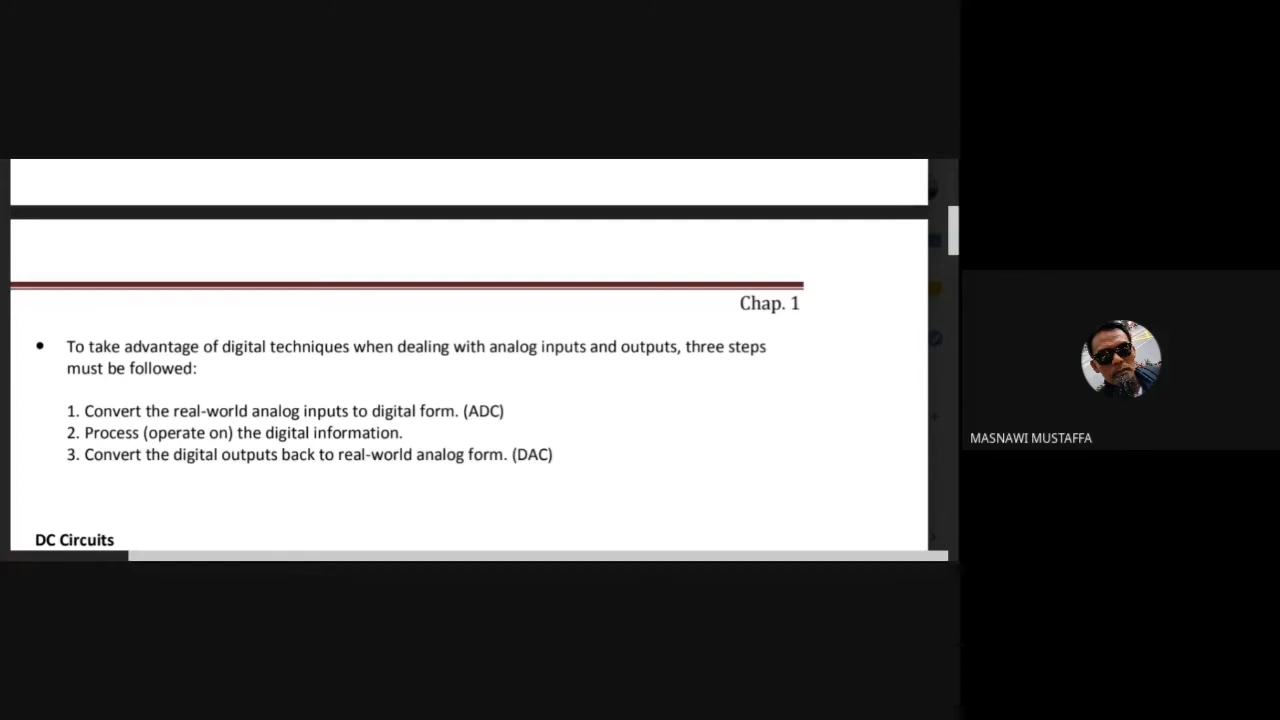 Chap. 1
• To take advantage of digital techniques when dealing with analog inputs and outputs, three steps
must be followed:
1. Convert the real-world analog inputs to digital form. (ADC)
2. Process (operate on) the digital information.
3. Convert the digital outputs back to real-world analog form. (DAC)
DC Circuits
MASNAWI MUSTAFFA